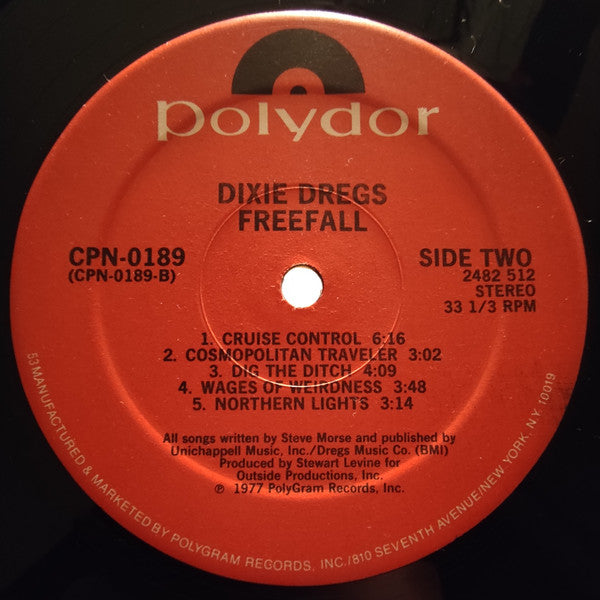 polydor
DIXIE DREGS
FREEFALL
CPN-0189
(CPN-0189-B)
SIDE TWO
2482 512
STEREO
33 1/3 RPM
1. CRUISE CONTROL 6:16
2. COSMOPOLITAN TRAVELER 3:02
3. DIG THE DITCH 4:09
4. WAGES OF WEIRDNESS 3:48
5. NORTHERN LIGHTS 3:14
All songs written by Steve Morse and published by
Unichappell Music, Inc./Dregs Music Co. (BMI)
Produced by Stewart Levine for
Outside Productions, Inc.
℗ 1977 PolyGram Records, Inc.
53 MANUFACTURED & MARKETED BY POLYGRAM RECORDS, INC./810 SEVENTH AVENUE/NEW YORK, N.Y. 10019